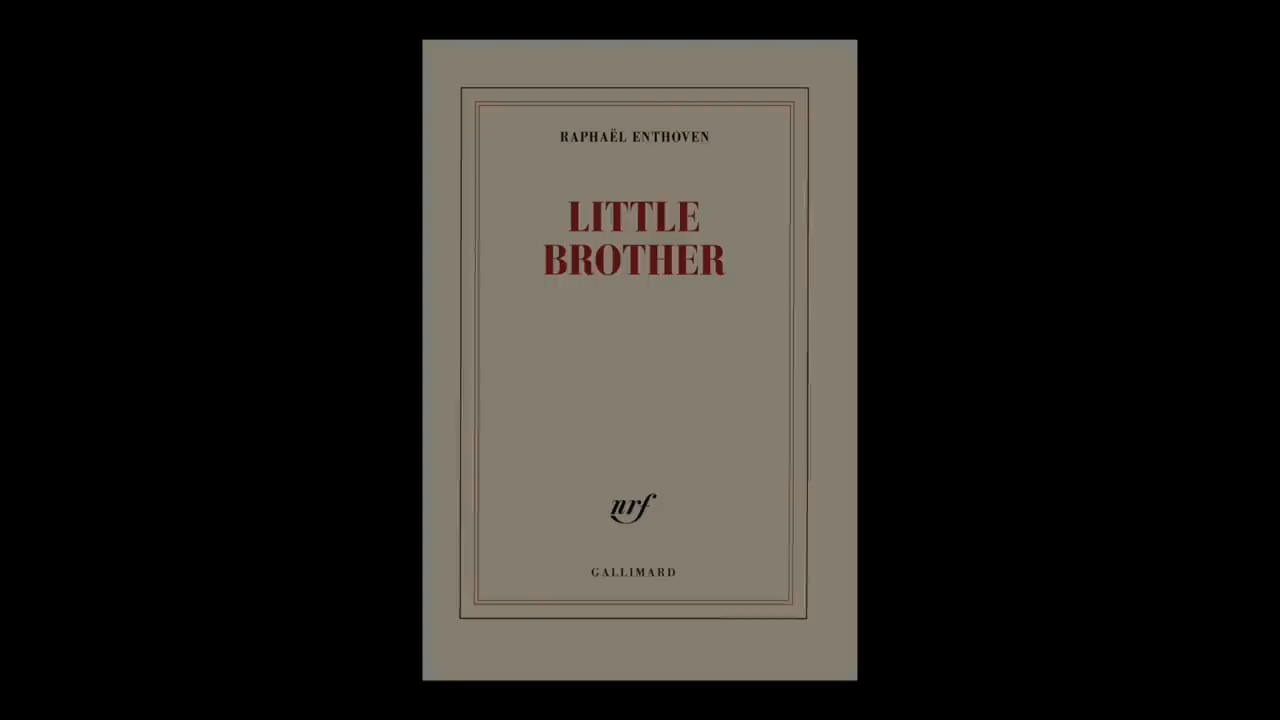 RAPHAËL ENTHOVEN
LITTLE
BROTHER
nrf
GALLIMARD